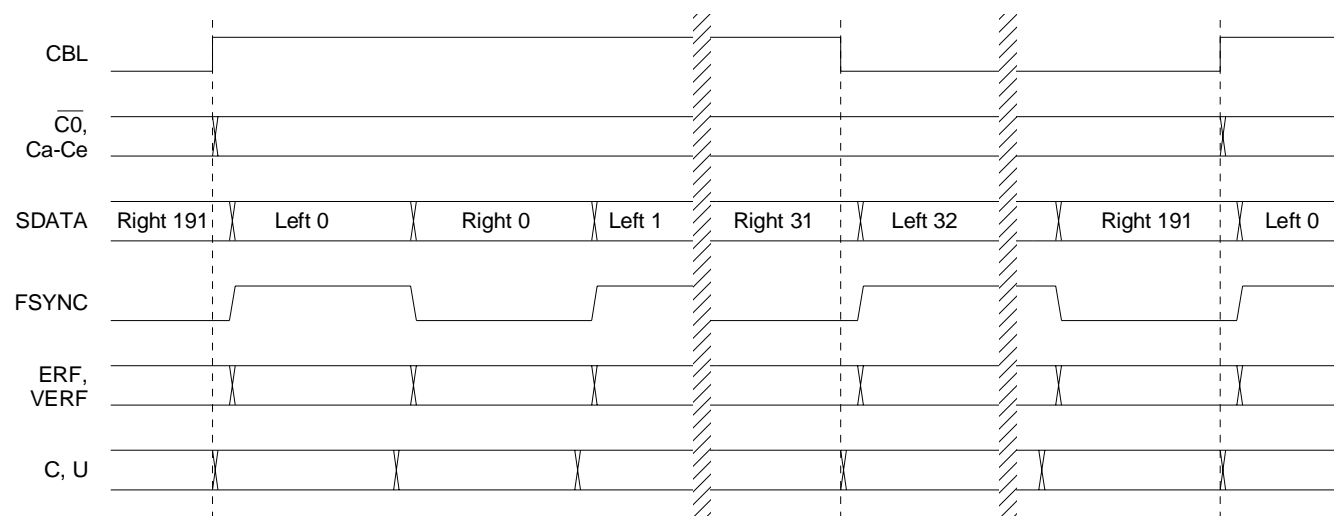 CBL
C0,
Ca-Ce
SDATA Right 191 Left 0 Right 0 Left 1 Right 31 Left 32 Right 191 Left 0
FSYNC
ERF,
VERF
C, U